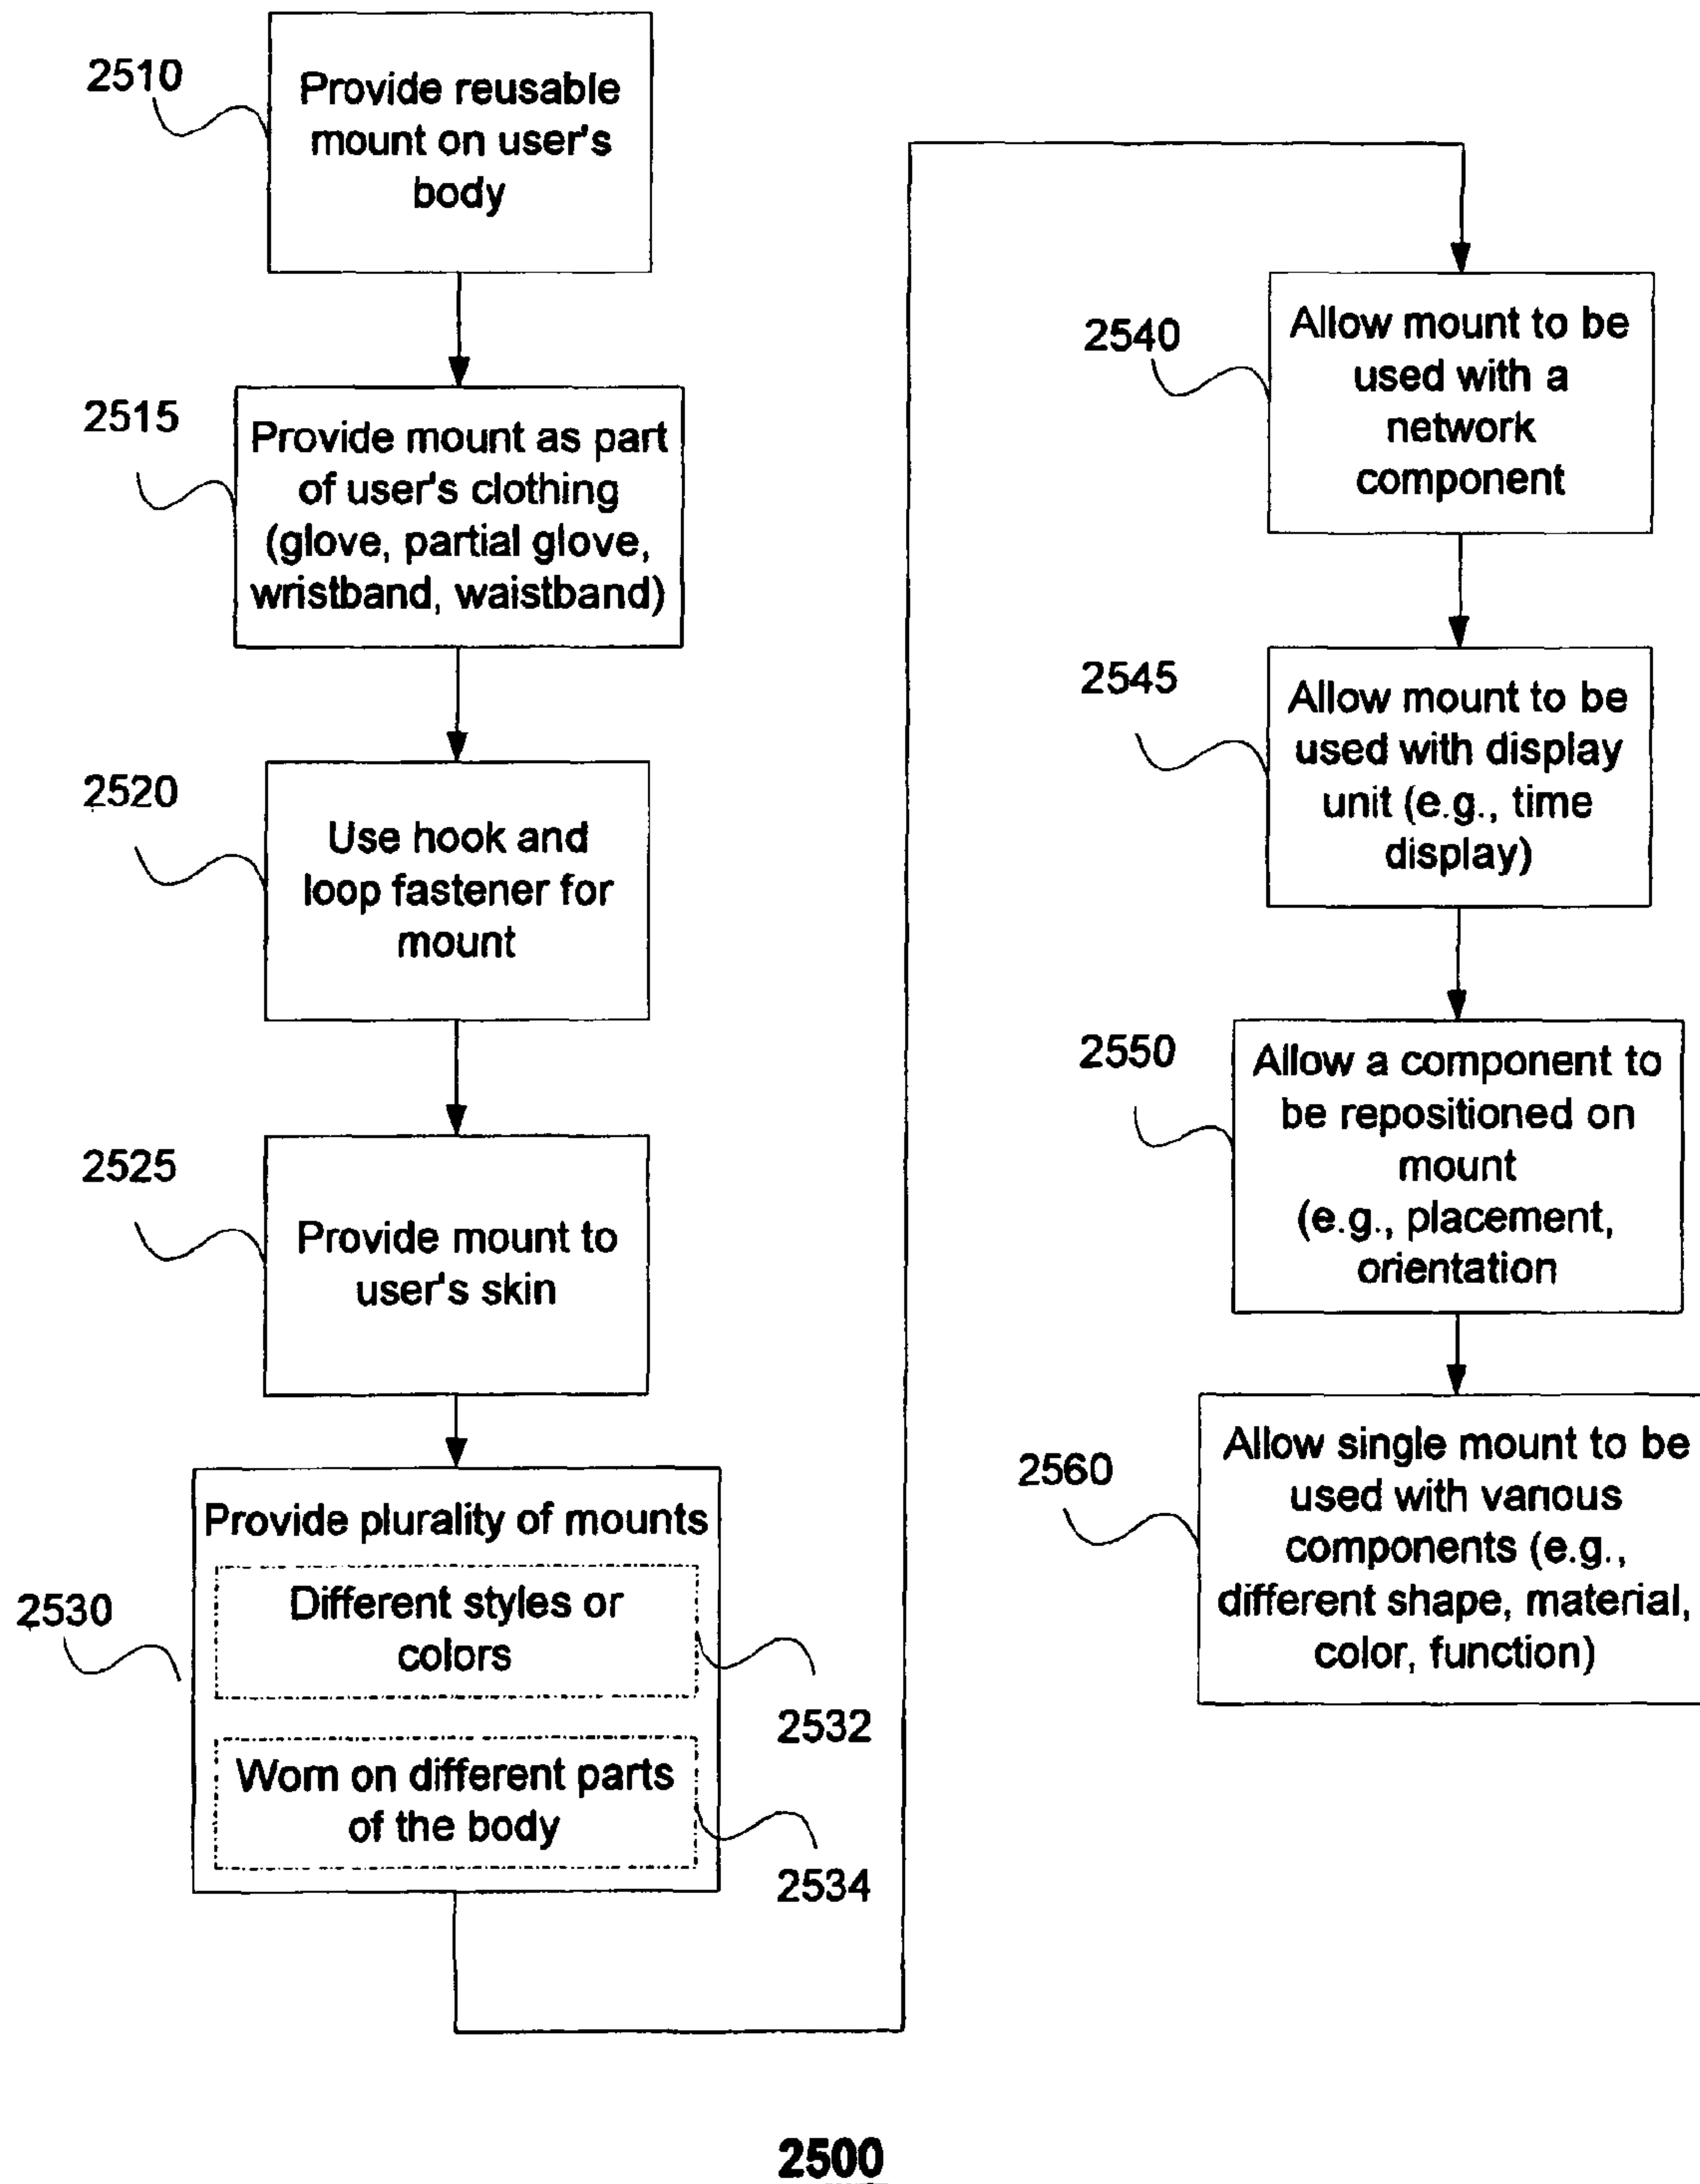 2510
Provide reusable
mount on user's
body
2515
Provide mount as part
of user's clothing
(glove, partial glove,
wristband, waistband)
2520
Use hook and
loop fastener for
mount
2525
Provide mount to
user's skin
2530
Provide plurality of mounts
Different styles or
colors
2532
Worn on different parts
of the body
2534
2540
Allow mount to be
used with a
network
component
2545
Allow mount to be
used with display
unit (e.g., time
display)
2550
Allow a component to
be repositioned on
mount
(e.g., placement,
orientation
2560
Allow single mount to be
used with various
components (e.g.,
different shape, material,
color, function)
2500